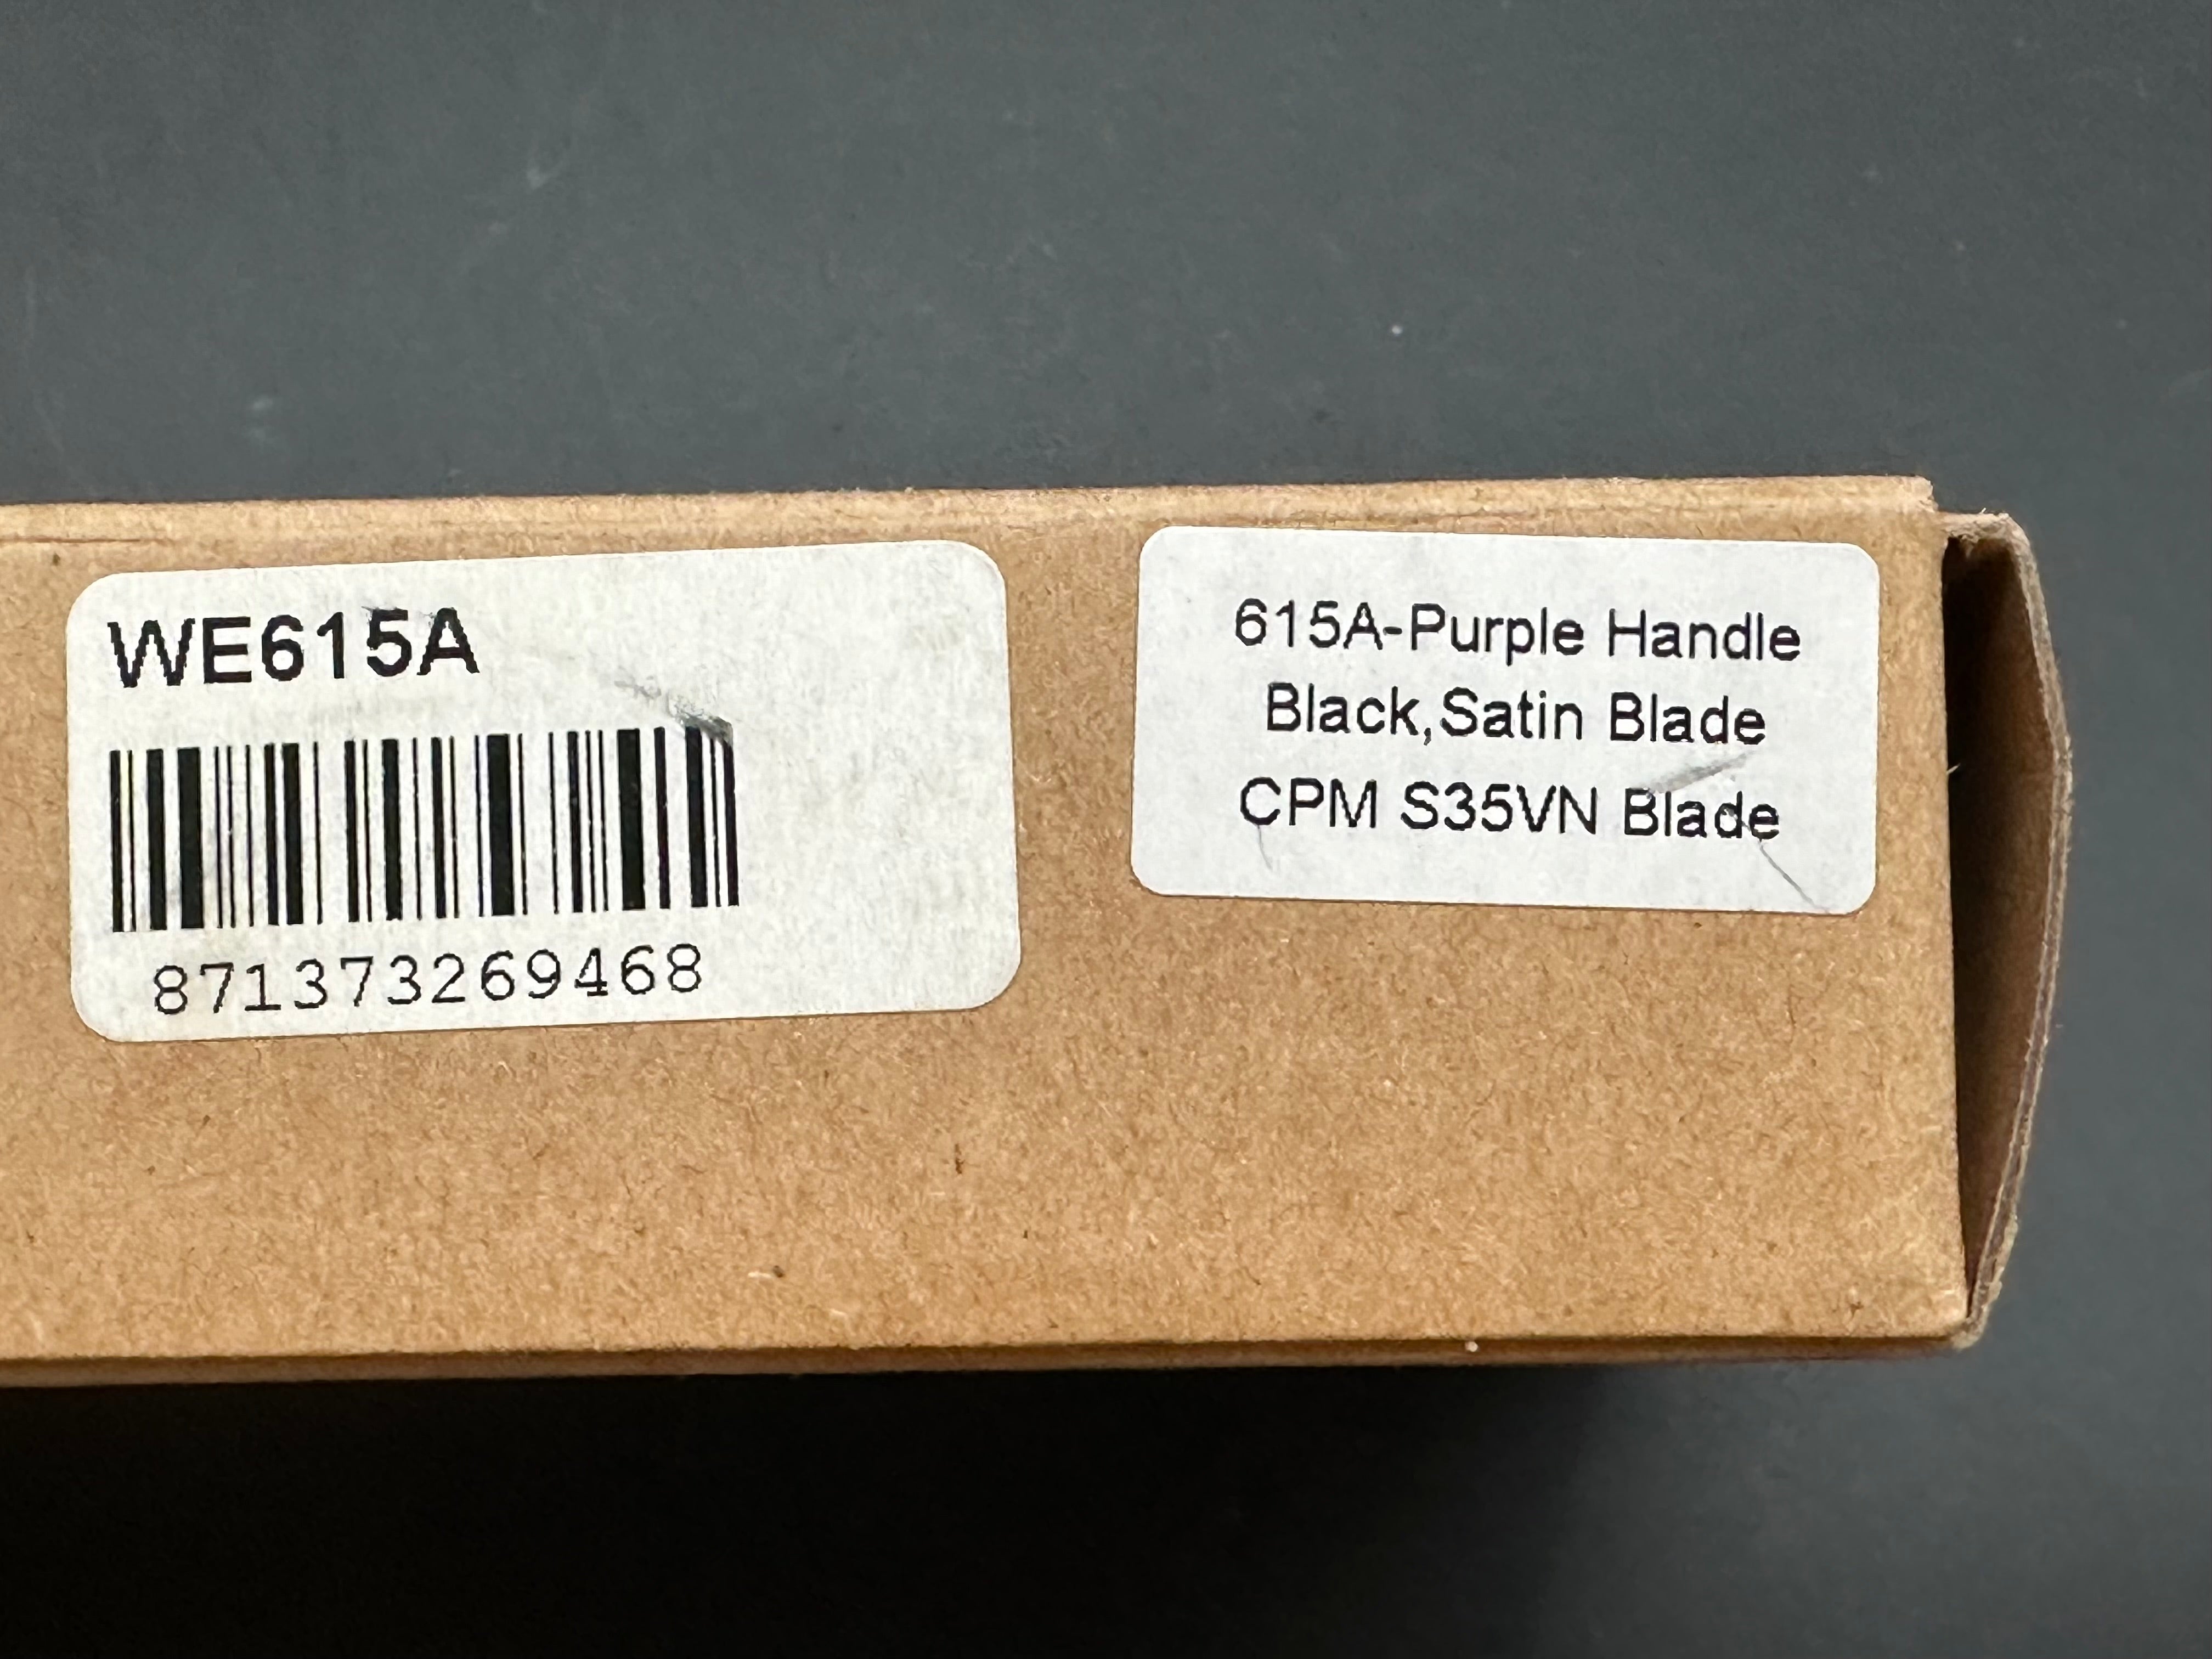 WE615A
871373269468
615A-Purple Handle
Black,Satin Blade
CPM S35VN Blade